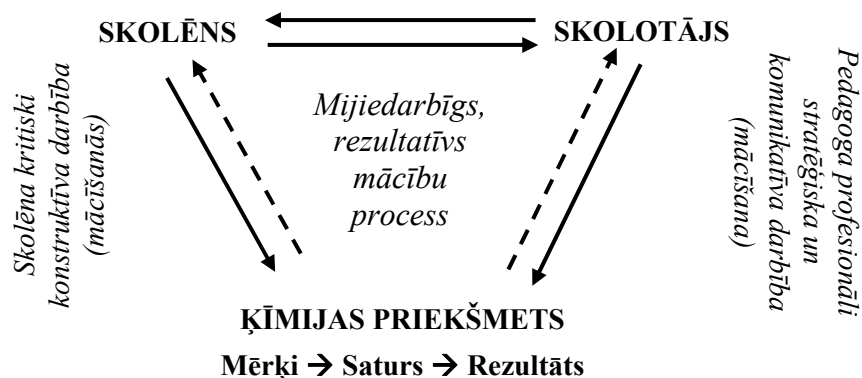 SKOLĒNS
SKOLOTĀJS
Skolēna kritiski
konstruktīva darbība
(mācīšanās)
Mijiedarbīgs,
rezultatīvs
mācību
process
Pedagoga profesionāli
stratēģiska un
komunikatīva darbība
(mācīšana)
ĶĪMIJAS PRIEKŠMETS
Mērķi → Saturs → Rezultāts